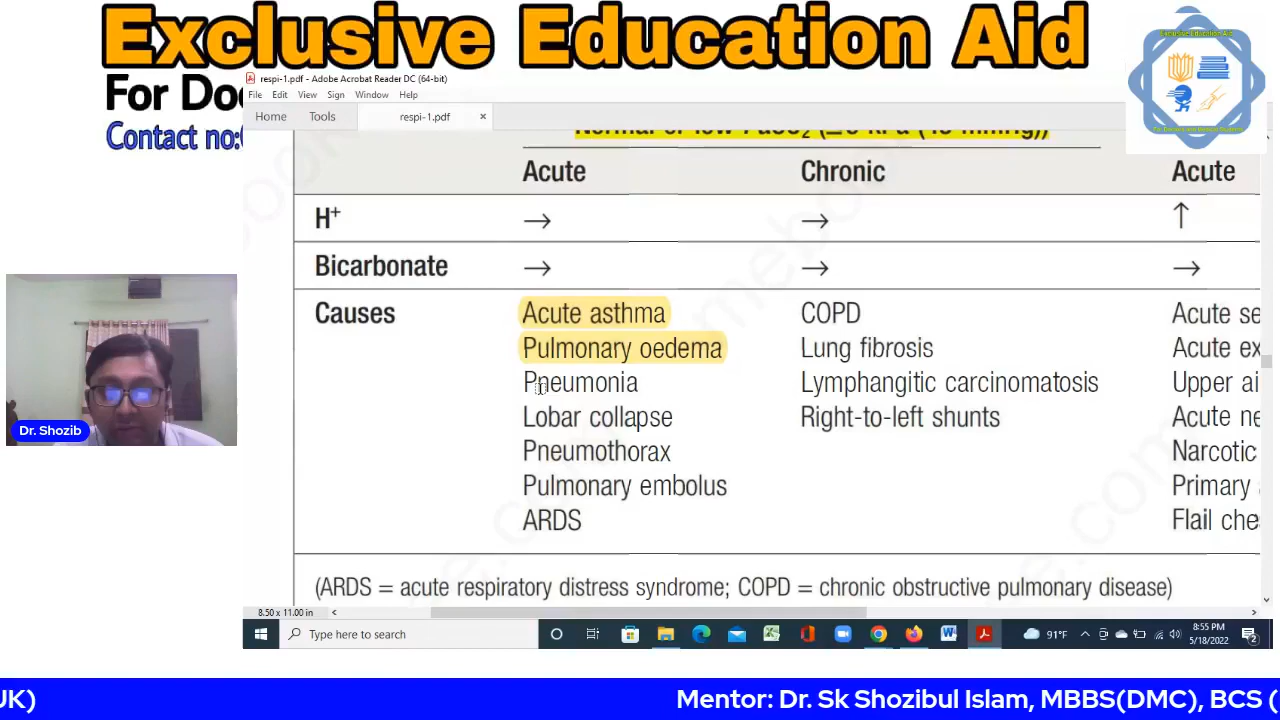 Exclusive Education Aid
For Do
Contact no:
respi-1.pdf - Adobe Acrobat Reader DC (64-bit)
File Edit View Sign Window Help
Home Tools respi-1.pdf ×
Acute Chronic Acute
H+ → → ↑
Bicarbonate → → →
Causes Acute asthma COPD Acute se
Pulmonary oedema Lung fibrosis Acute ex
Pneumonia Lymphangitic carcinomatosis Upper ai
Lobar collapse Right-to-left shunts Acute ne
Pneumothorax Narcotic
Pulmonary embolus Primary
ARDS Flail che
(ARDS = acute respiratory distress syndrome; COPD = chronic obstructive pulmonary disease)
Dr. Shozib
8.50 x 11.00 in
Type here to search
91°F
8:55 PM
5/18/2022
2
UK) Mentor: Dr. Sk Shozibul Islam, MBBS(DMC), BCS (